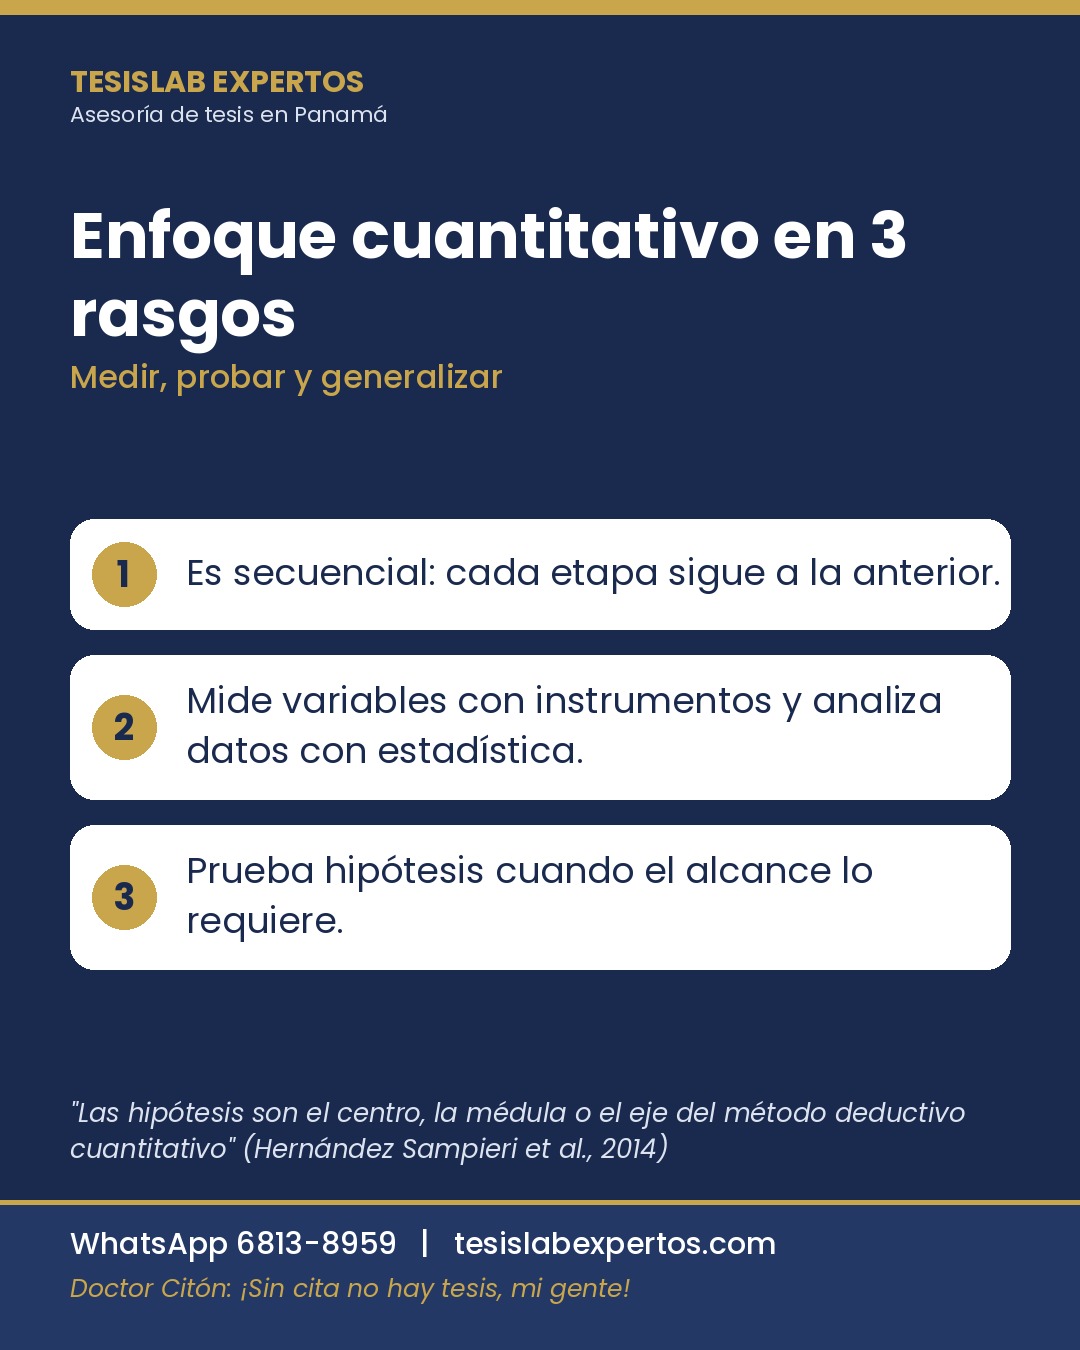 TESISLAB EXPERTOS
Asesoría de tesis en Panamá
Enfoque cuantitativo en 3
rasgos
Medir, probar y generalizar
1 Es secuencial: cada etapa sigue a la anterior.
2 Mide variables con instrumentos y analiza
datos con estadística.
3 Prueba hipótesis cuando el alcance lo
requiere.
"Las hipótesis son el centro, la médula o el eje del método deductivo
cuantitativo" (Hernández Sampieri et al., 2014)
WhatsApp 6813-8959 | tesislabexpertos.com
Doctor Citón: ¡Sin cita no hay tesis, mi gente!